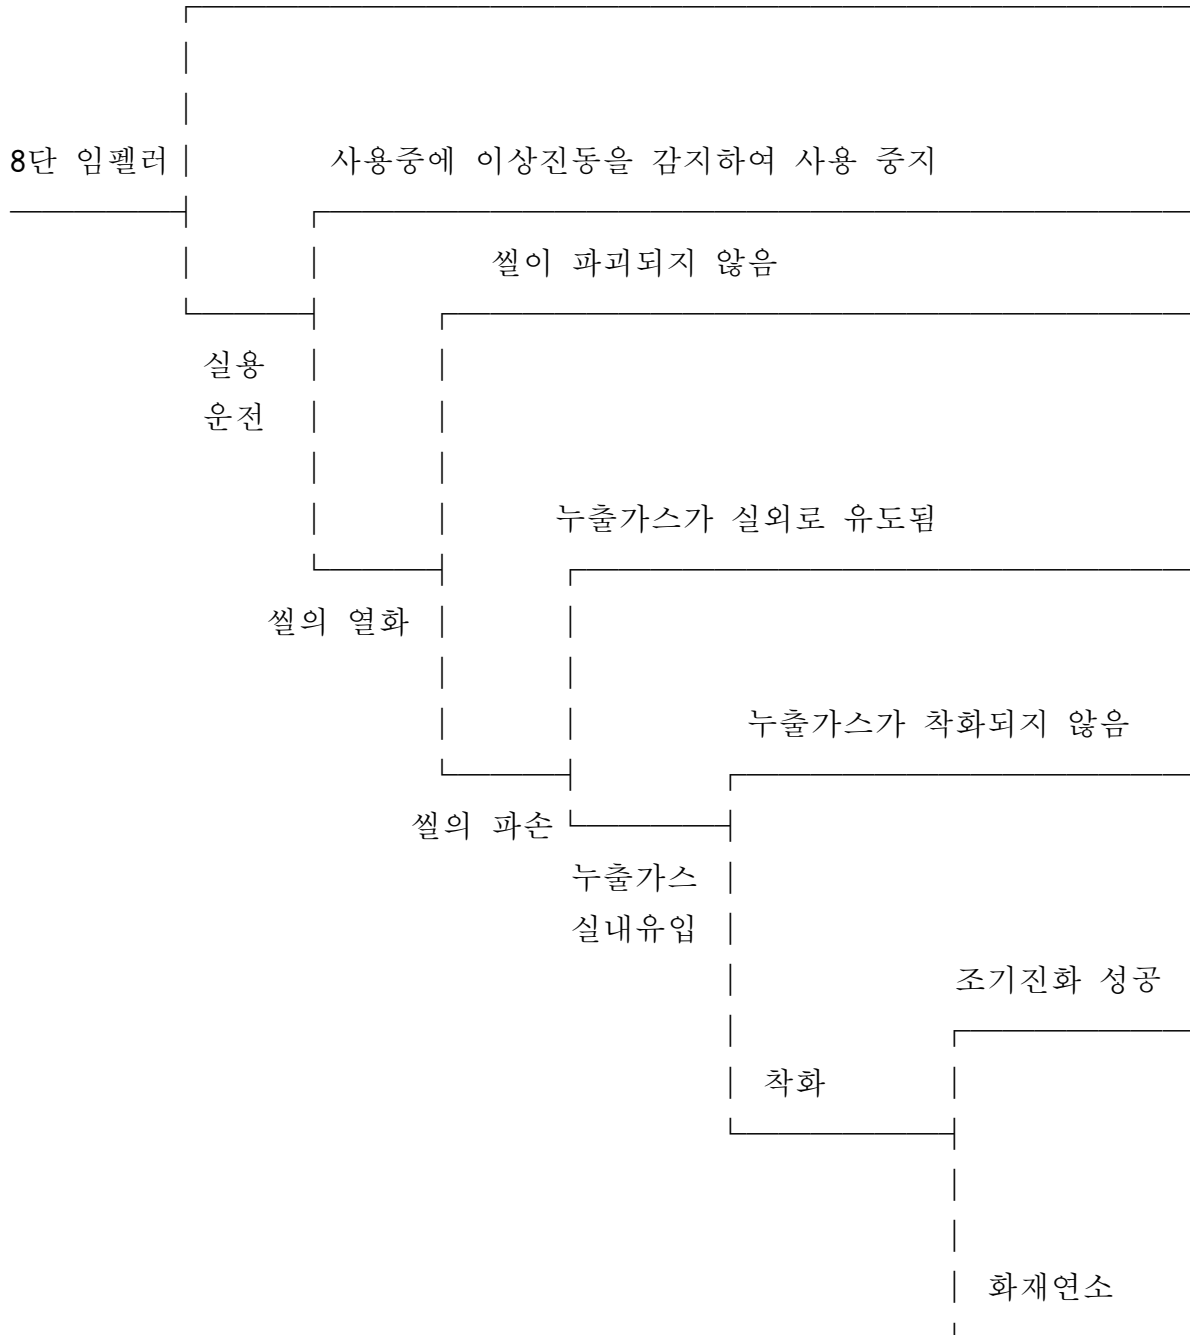 8단 임펠러
사용중에 이상진동을 감지하여 사용 중지
씰이 파괴되지 않음
실용
운전
누출가스가 실외로 유도됨
씰의 열화
누출가스가 착화되지 않음
씰의 파손
누출가스
실내유입
조기진화 성공
착화
화재연소